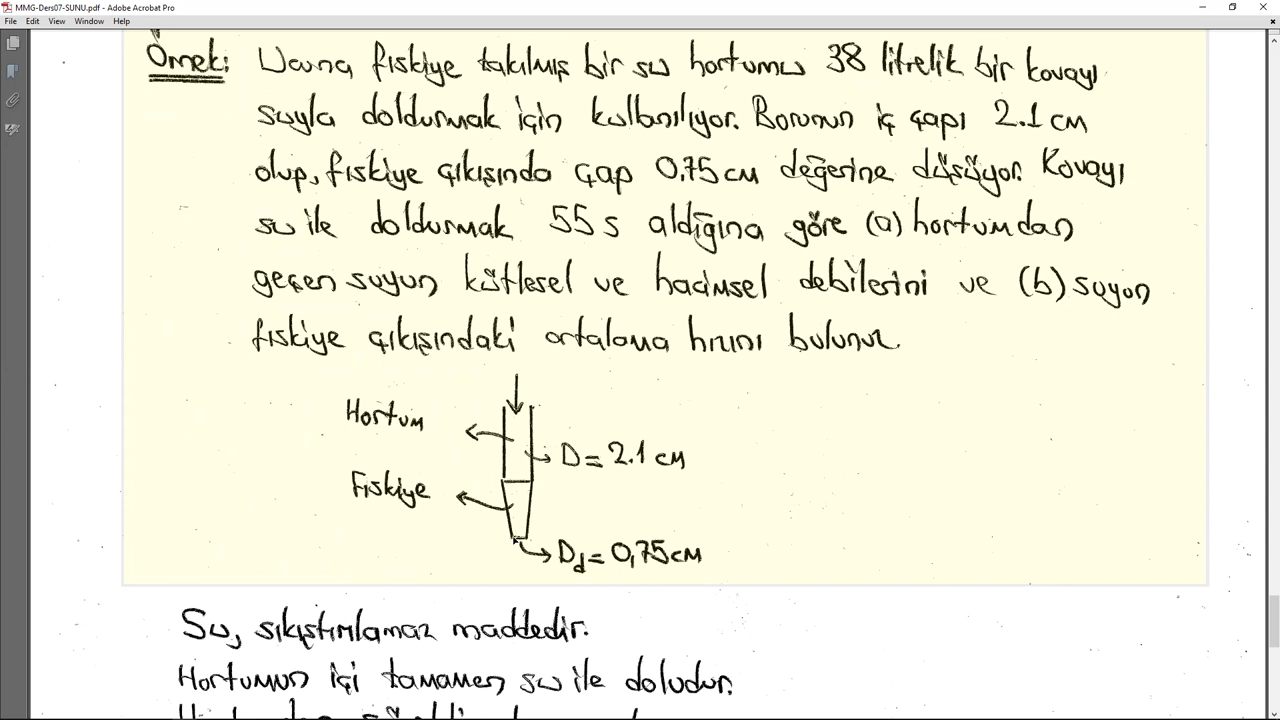 MMG-Ders07-SUNU.pdf - Adobe Acrobat Pro
File Edit View Window Help
Örnek: Ucuna fıskiye takılmış bir su hortumu 38 litrelik bir kovayı
suyla doldurmak için kullanılıyor. Borunun iç çapı 2.1 cm
olup, fıskiye çıkışında çap 0,75 cm değerine düşüyor. Kovayı
su ile doldurmak 55 s aldığına göre (a) hortumdan
geçen suyun kütlesel ve hacimsel debilerini ve (b) suyun
fıskiye çıkışındaki ortalama hızını bulunuz.
Hortum
D = 2.1 cm
Fıskiye
Dd = 0,75 cm
Su, sıkıştırılamaz maddedir.
Hortumun içi tamamen su ile doludur.